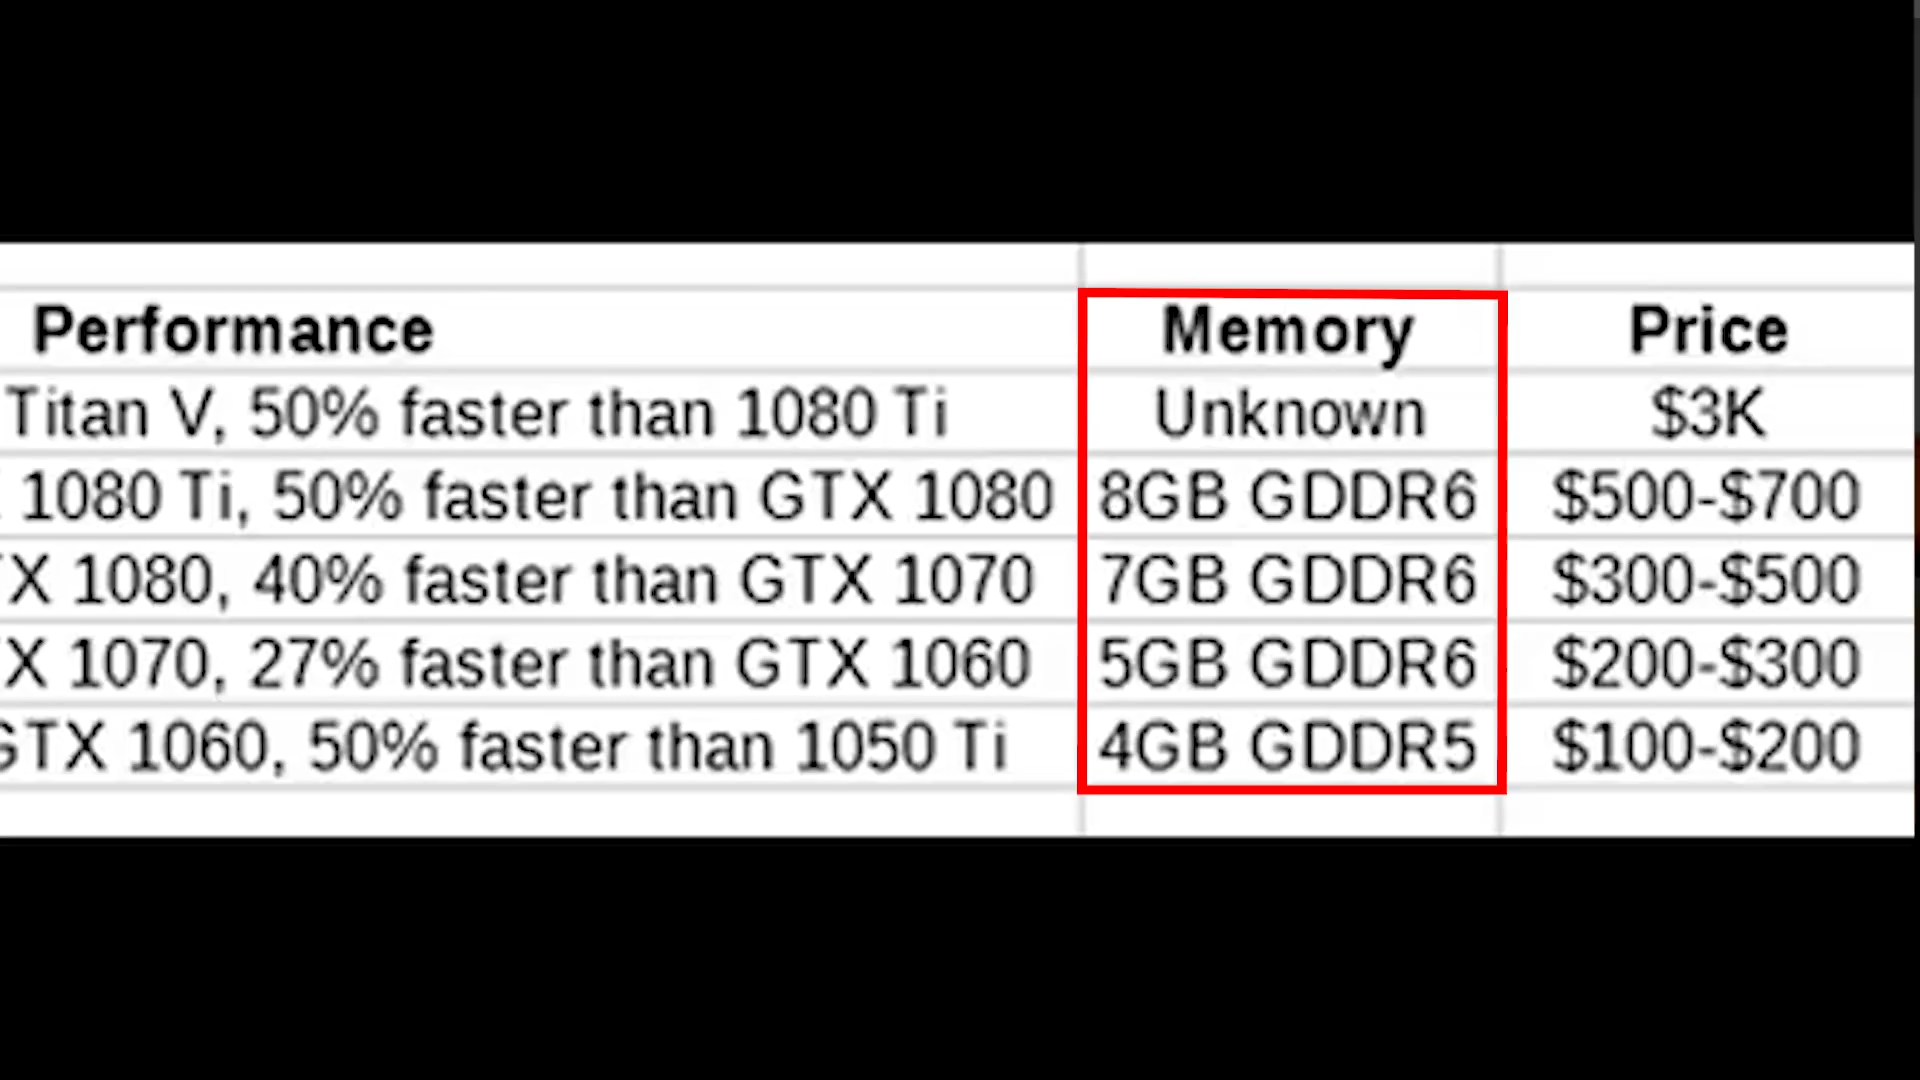 Performance Memory Price
Titan V, 50% faster than 1080 Ti Unknown $3K
1080 Ti, 50% faster than GTX 1080 8GB GDDR6 $500-$700
X 1080, 40% faster than GTX 1070 7GB GDDR6 $300-$500
X 1070, 27% faster than GTX 1060 5GB GDDR6 $200-$300
GTX 1060, 50% faster than 1050 Ti 4GB GDDR5 $100-$200